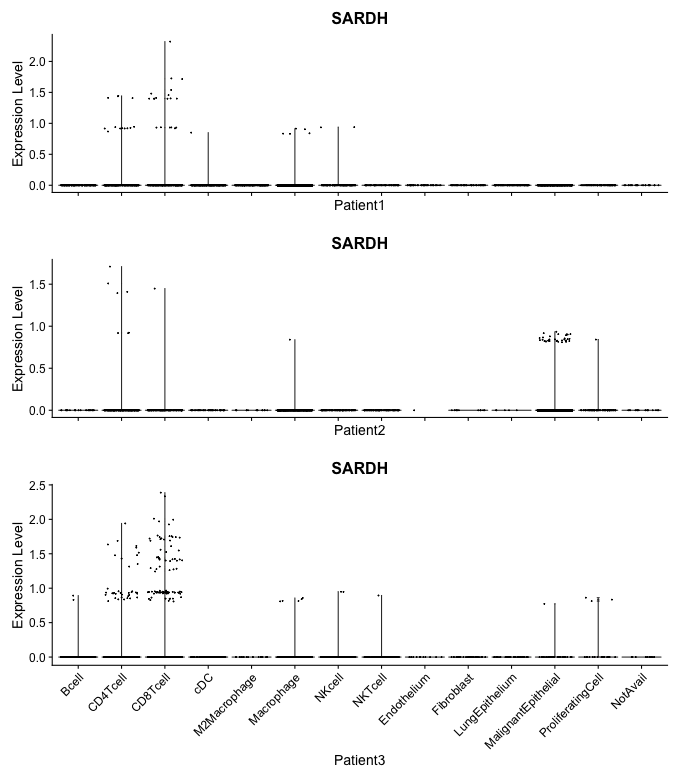 SARDH
Expression Level
2.0
1.5
1.0
0.5
0.0
Patient1
SARDH
Expression Level
1.5
1.0
0.5
0.0
Patient2
SARDH
Expression Level
2.5
2.0
1.5
1.0
0.5
0.0
Bcell
CD4Tcell
CD8Tcell
cDC
M2Macrophage
Macrophage
NKcell
NKTcell
Endothelium
Fibroblast
LungEpithelium
MalignantEpithelial
ProliferatingCell
NotAvail
Patient3